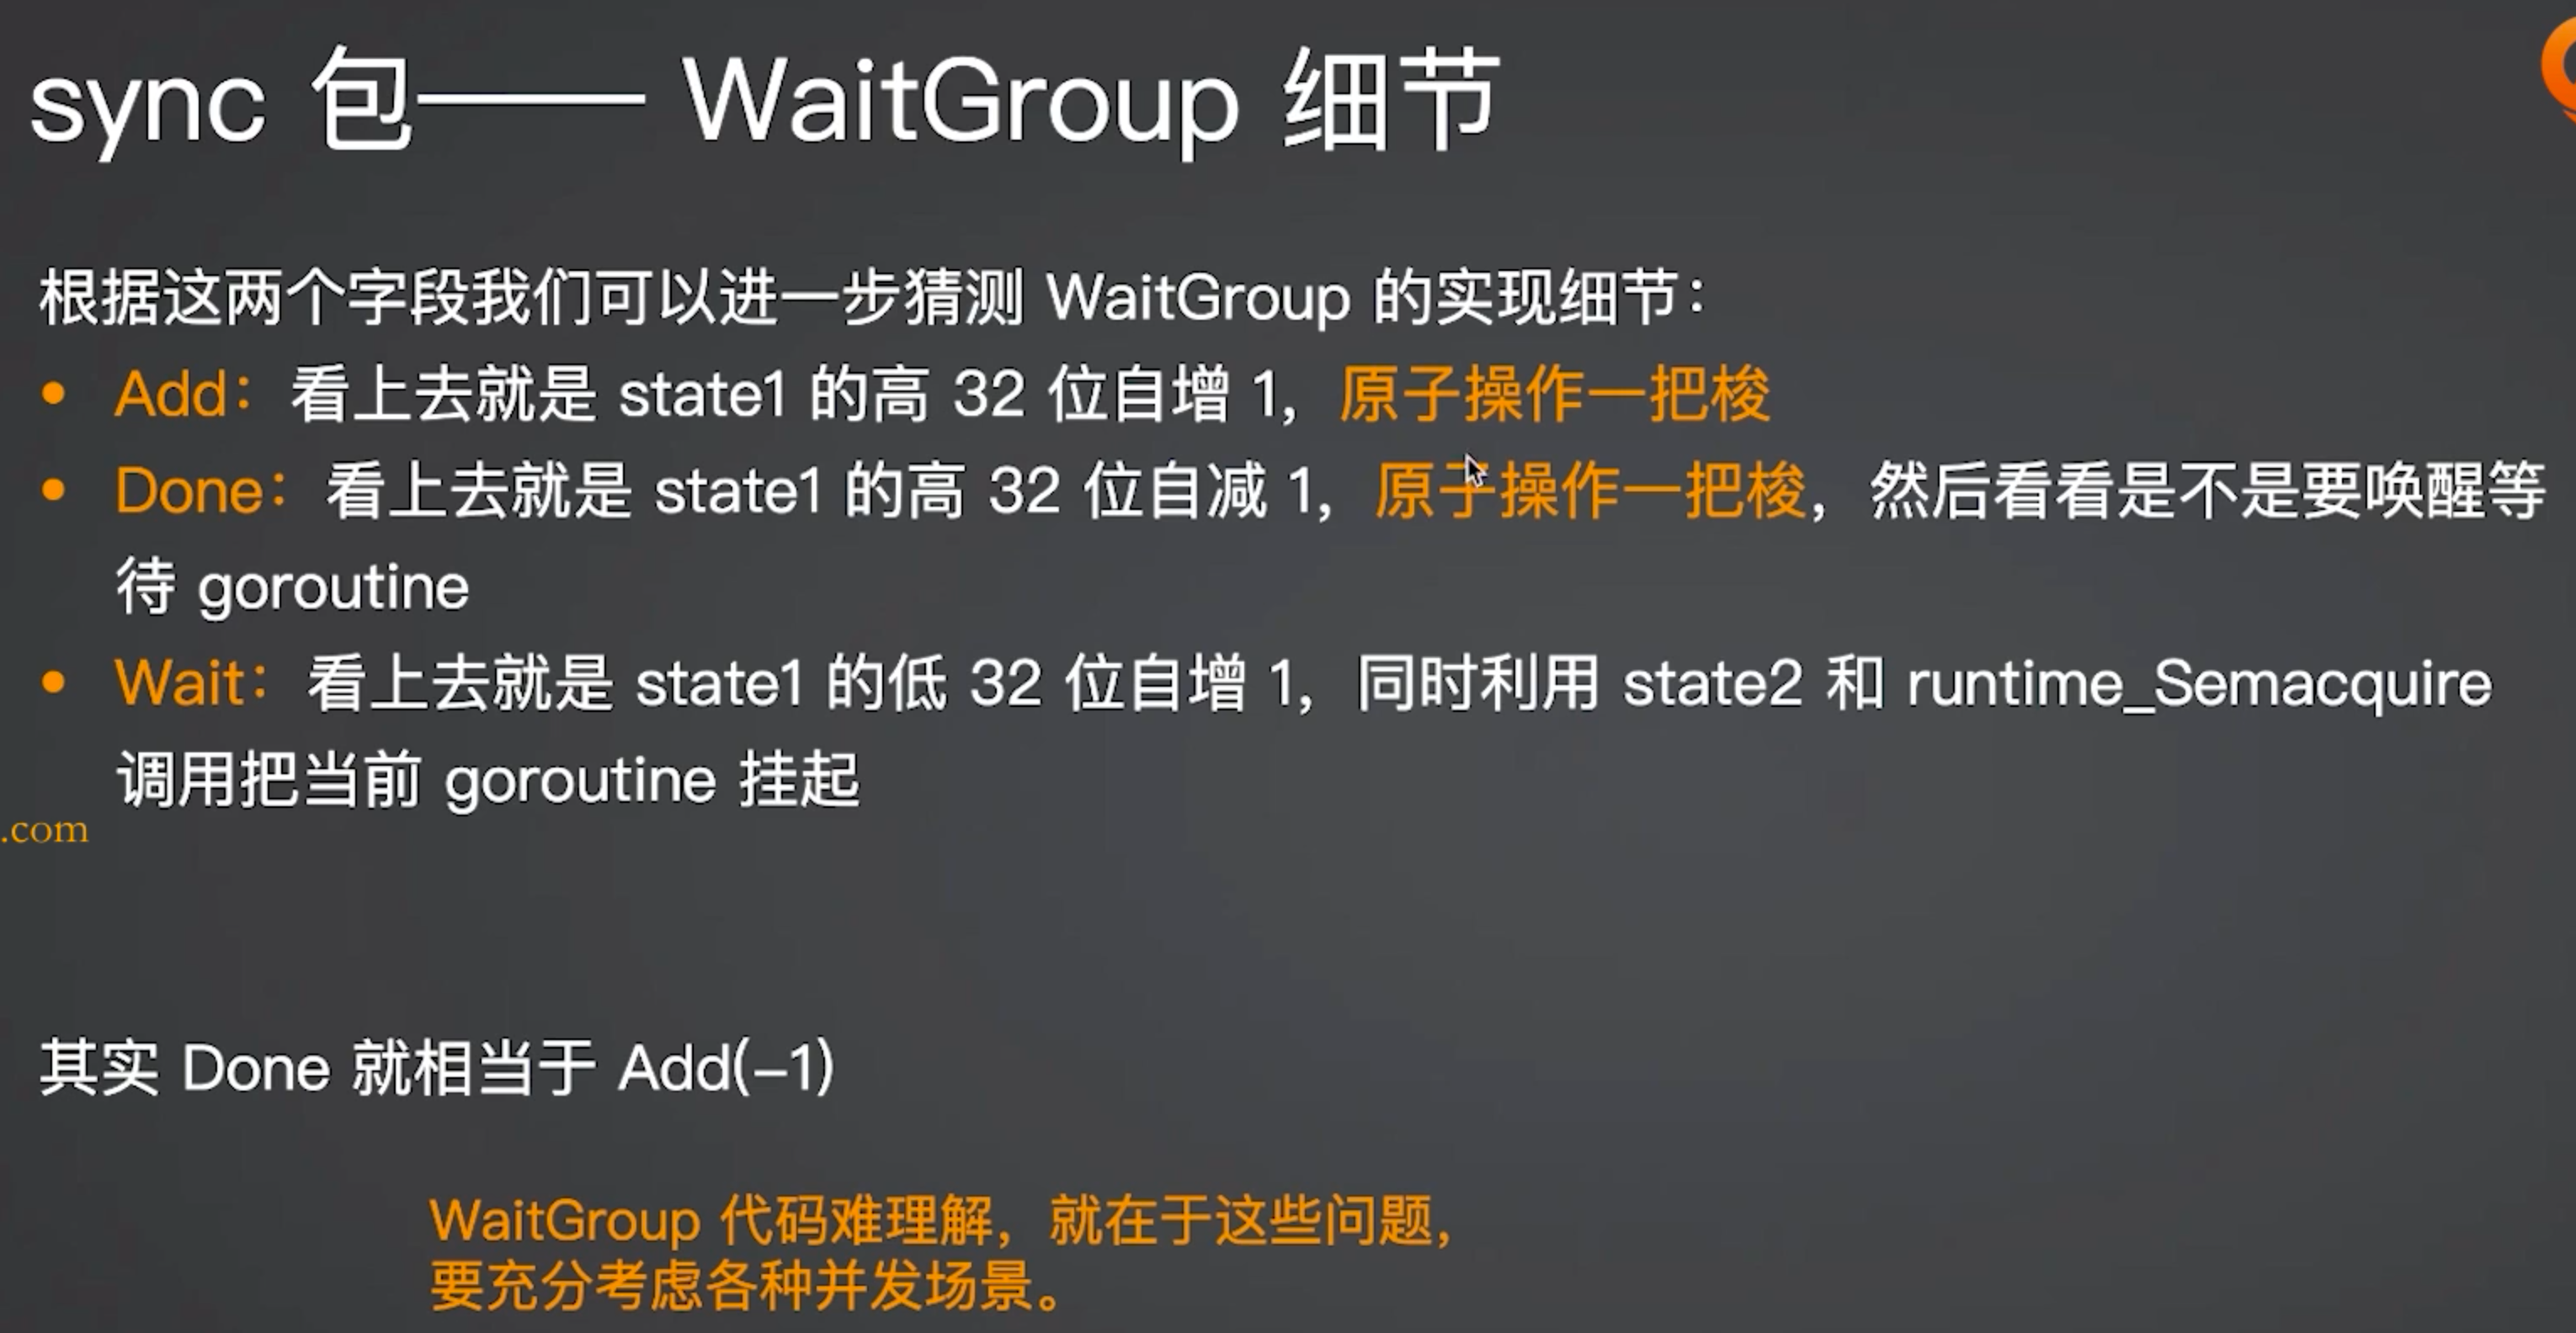 sync 包—— WaitGroup 细节
根据这两个字段我们可以进一步猜测 WaitGroup 的实现细节：
• Add：看上去就是 state1 的高 32 位自增 1，原子操作一把梭
• Done：看上去就是 state1 的高 32 位自减 1，原子操作一把梭，然后看看是不是要唤醒等
待 goroutine
• Wait：看上去就是 state1 的低 32 位自增 1，同时利用 state2 和 runtime_Semacquire
调用把当前 goroutine 挂起
.com
其实 Done 就相当于 Add(–1)
WaitGroup 代码难理解，就在于这些问题，
要充分考虑各种并发场景。